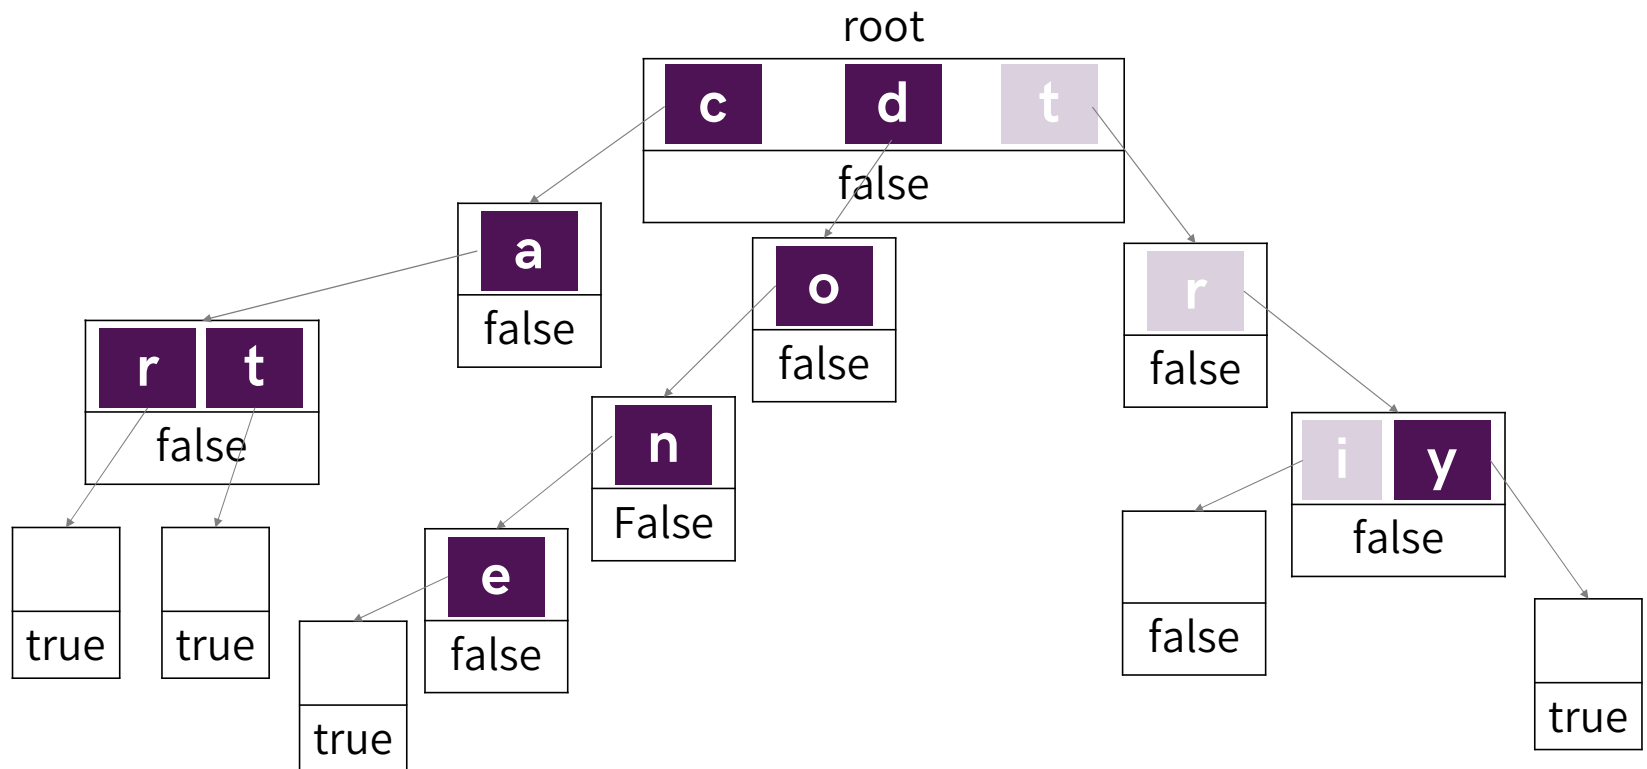 root
c d t
false
a
false
o
false
r
false
r t
false
n
False
i y
false
e
false
true
true
true
false
true